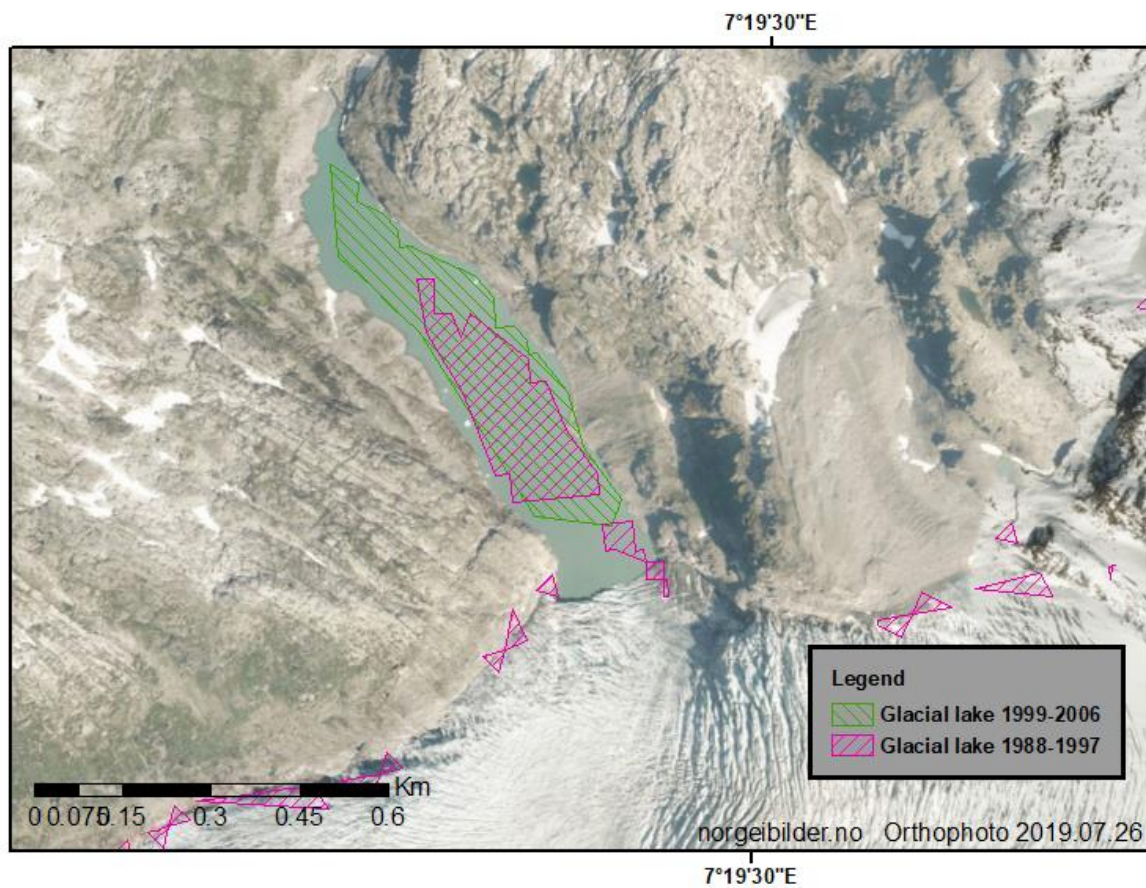 7°19'30"E
Legend
Glacial lake 1999-2006
Glacial lake 1988-1997
Km
0 0.075 0.15 0.3 0.45 0.6
norgeibilder.no Orthophoto 2019.07.26
7°19'30"E